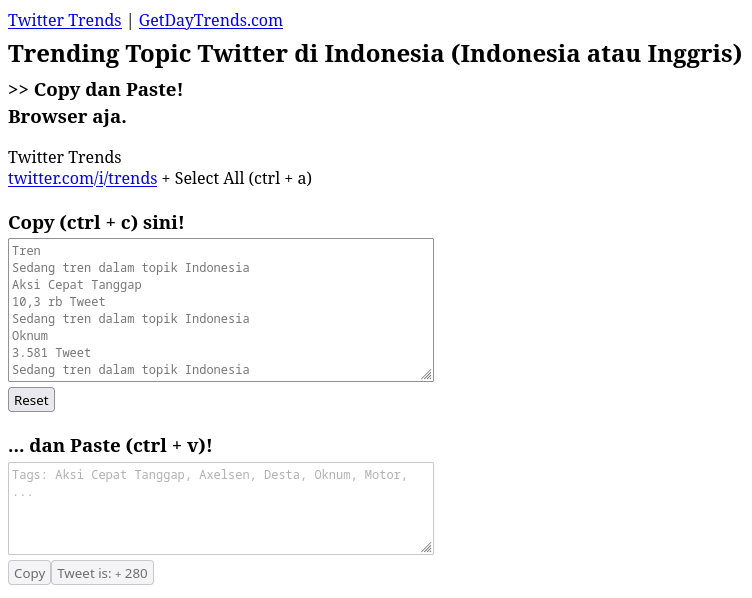 Twitter Trends | GetDayTrends.com
Trending Topic Twitter di Indonesia (Indonesia atau Inggris)
>> Copy dan Paste!
Browser aja.
Twitter Trends
twitter.com/i/trends + Select All (ctrl + a)
Copy (ctrl + c) sini!
Tren
Sedang tren dalam topik Indonesia
Aksi Cepat Tanggap
10,3 rb Tweet
Sedang tren dalam topik Indonesia
Oknum
3.581 Tweet
Sedang tren dalam topik Indonesia
Reset
... dan Paste (ctrl + v)!
Tags: Aksi Cepat Tanggap, Axelsen, Desta, Oknum, Motor,
...
Copy Tweet is: + 280